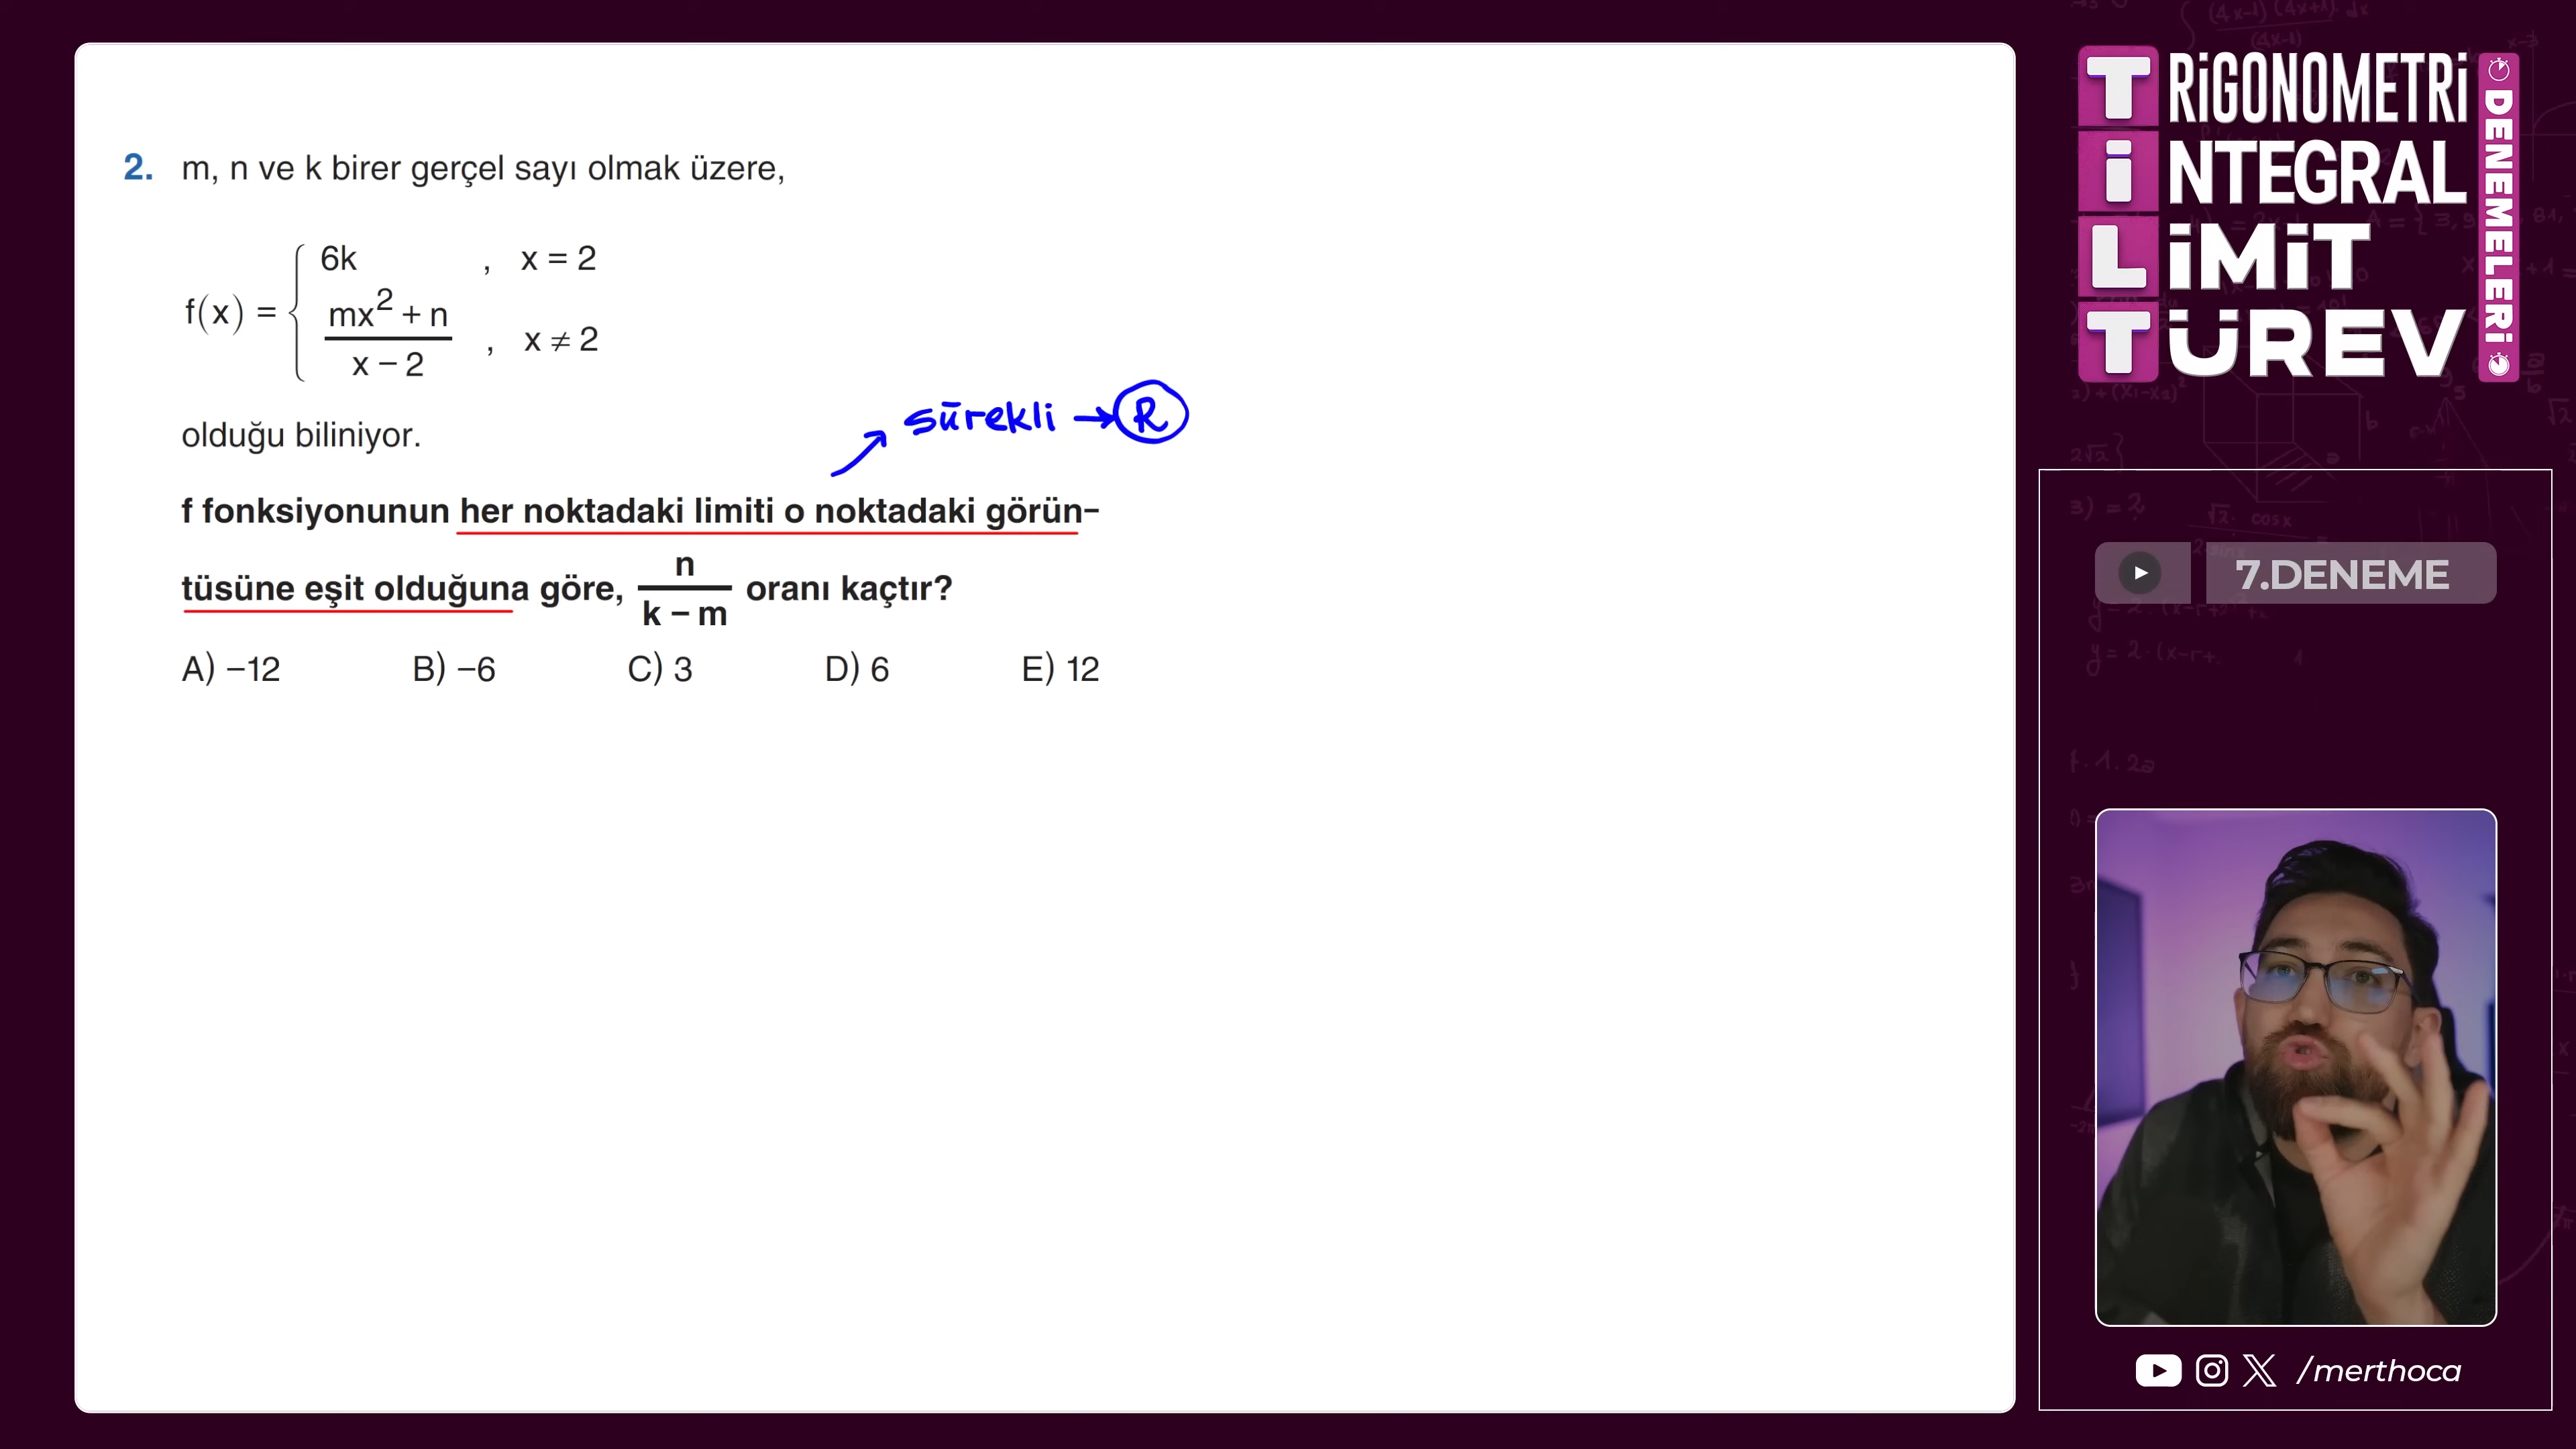 2. m, n ve k birer gerçel sayı olmak üzere,
f(x) = { 6k , x = 2
mx² + n / x − 2 , x ≠ 2
sürekli → R
olduğu biliniyor.
f fonksiyonunun her noktadaki limiti o noktadaki görün-
tüsüne eşit olduğuna göre, n / k − m oranı kaçtır?
A) −12 B) −6 C) 3 D) 6 E) 12
TRiGONOMETRi
iNTEGRAL
LiMiT
TÜREV
DENEMELERi
7.DENEME
/merthoca